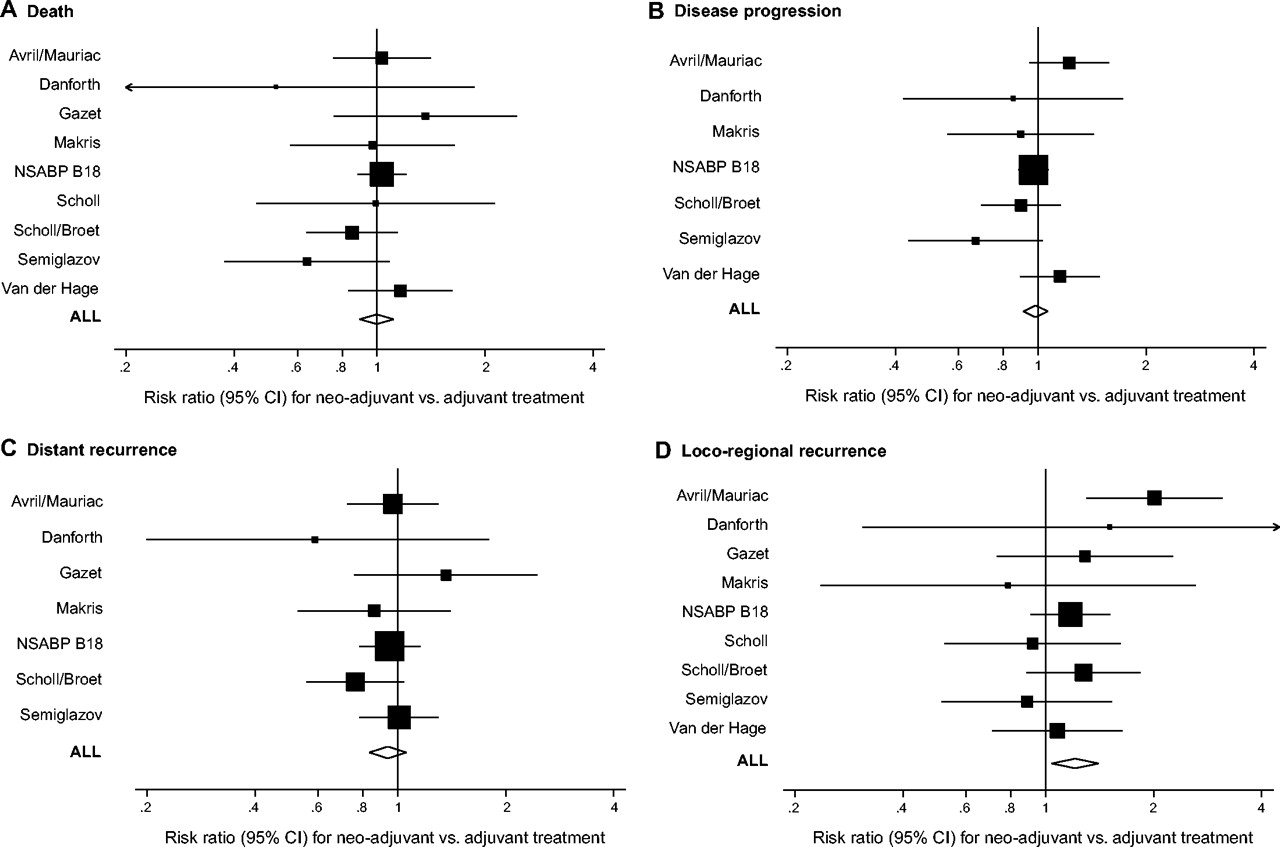 A Death
Avril/Mauriac
Danforth
Gazet
Makris
NSABP B18
Scholl
Scholl/Broet
Semiglazov
Van der Hage
ALL
.2 .4 .6 .8 1 2 4
Risk ratio (95% CI) for neo-adjuvant vs. adjuvant treatment
B Disease progression
Avril/Mauriac
Danforth
Makris
NSABP B18
Scholl/Broet
Semiglazov
Van der Hage
ALL
.2 .4 .6 .8 1 2 4
Risk ratio (95% CI) for neo-adjuvant vs. adjuvant treatment
C Distant recurrence
Avril/Mauriac
Danforth
Gazet
Makris
NSABP B18
Scholl/Broet
Semiglazov
ALL
.2 .4 .6 .8 1 2 4
Risk ratio (95% CI) for neo-adjuvant vs. adjuvant treatment
D Loco-regional recurrence
Avril/Mauriac
Danforth
Gazet
Makris
NSABP B18
Scholl
Scholl/Broet
Semiglazov
Van der Hage
ALL
.2 .4 .6 .8 1 2 4
Risk ratio (95% CI) for neo-adjuvant vs. adjuvant treatment